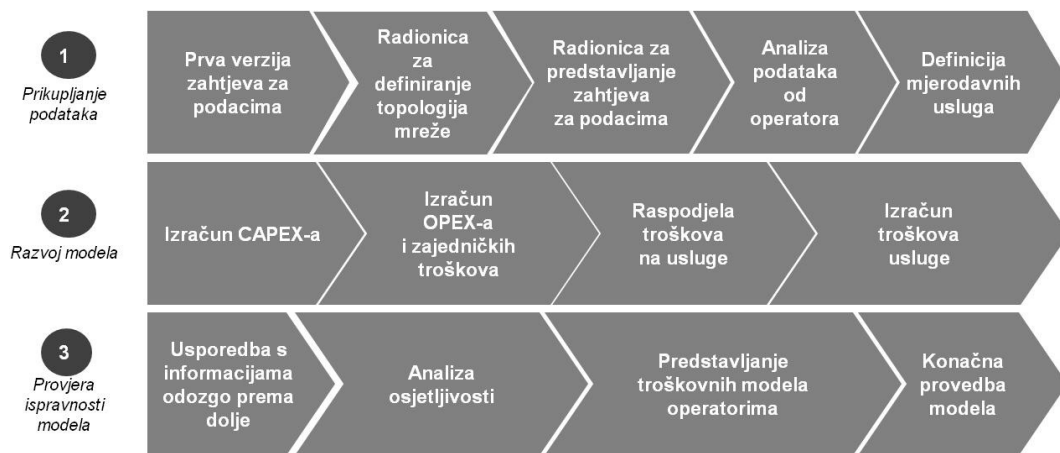 1
Prikupljanje
podataka
Prva verzija
zahtjeva za
podacima
Radionica
za
definiranje
topologija
mreže
Radionica za
predstavljanje
zahtjeva
za podacima
Analiza
podataka
od
operatora
Definicija
mjerodavnih
usluga
2
Razvoj modela
Izračun CAPEX-a
Izračun
OPEX-a
i zajedničkih
troškova
Raspodjela
troškova
na usluge
Izračun
troškova
usluge
3
Provjera
ispravnosti
modela
Usporedba s
informacijama
odozgo prema
dolje
Analiza
osjetljivosti
Predstavljanje
troškovnih modela
operatorima
Konačna
provedba
modela